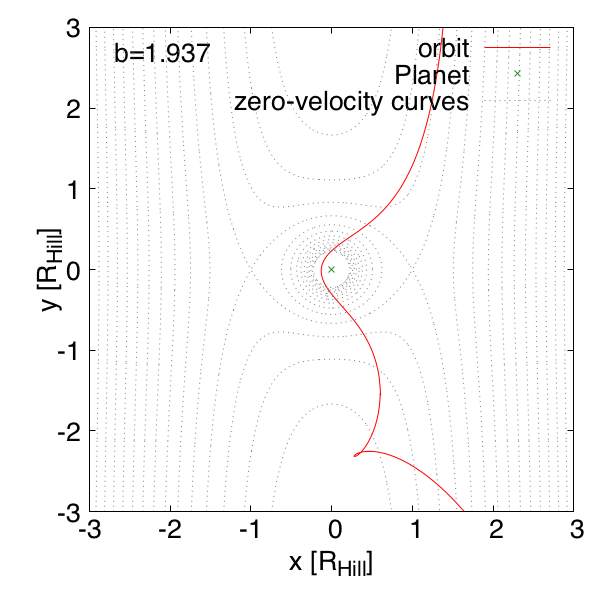 b=1.937
orbit
Planet
zero-velocity curves
3
2
1
0
-1
-2
-3
y [R_Hill]
-3
-2
-1
0
1
2
3
x [R_Hill]